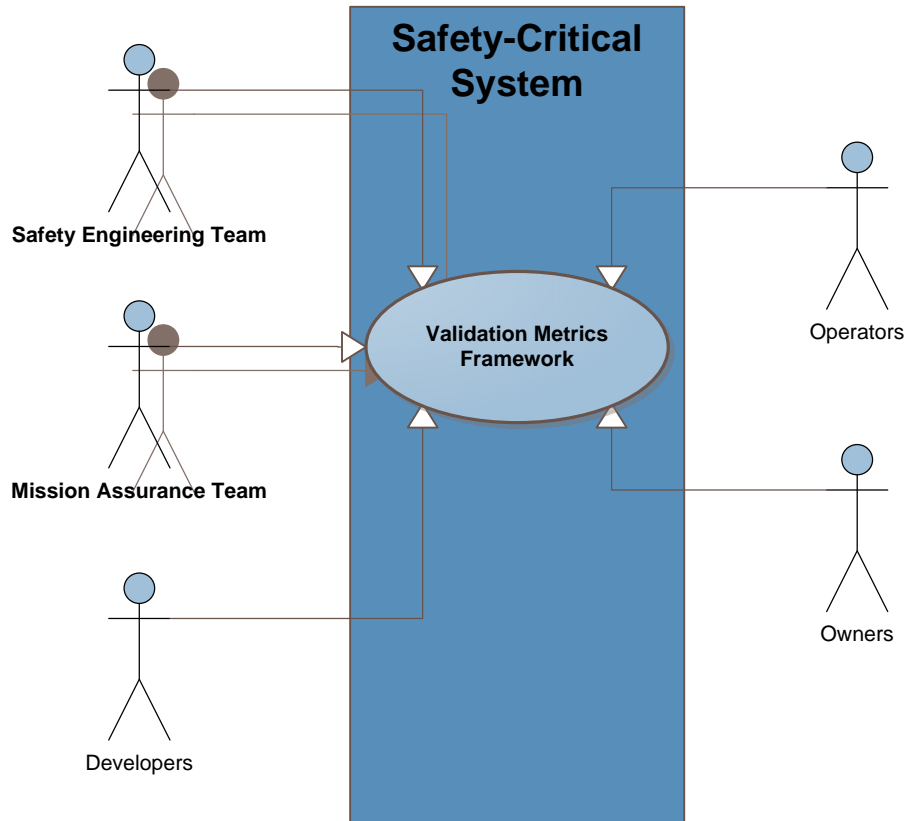 Safety-Critical
System
Safety Engineering Team
Validation Metrics
Framework
Operators
Mission Assurance Team
Owners
Developers